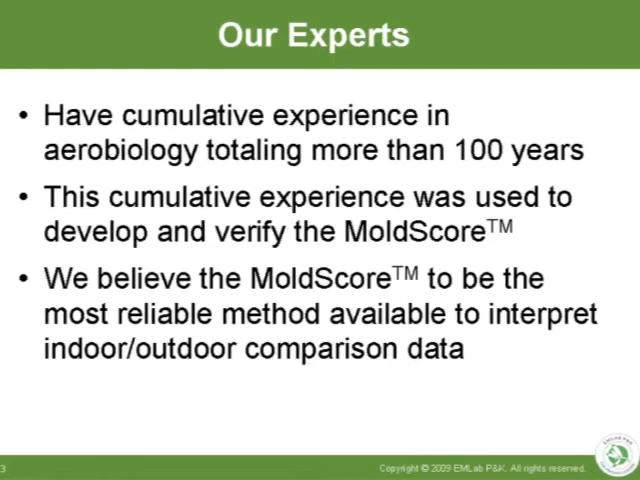 Our Experts
• Have cumulative experience in
aerobiology totaling more than 100 years
• This cumulative experience was used to
develop and verify the MoldScore™
• We believe the MoldScore™ to be the
most reliable method available to interpret
indoor/outdoor comparison data
3
Copyright © 2009 EMLab P&K. All rights reserved.
EMLAB P&K